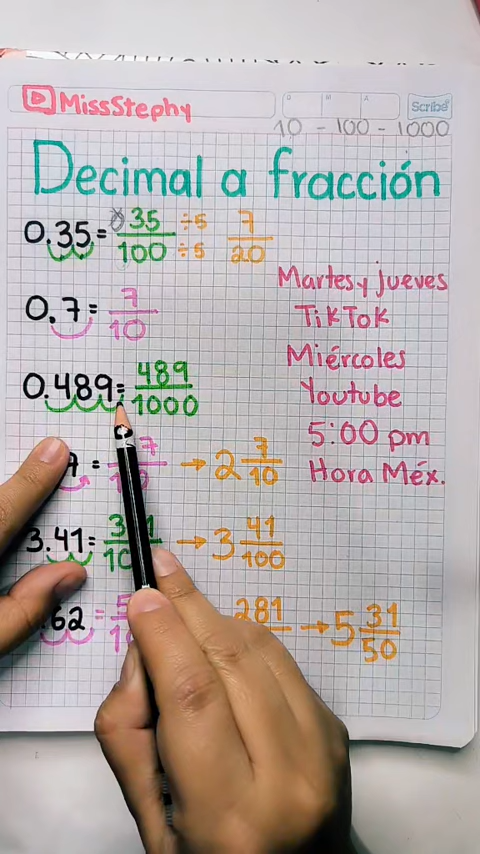 MissStephy
Scribe
10 - 100 - 1000
Decimal a fracción
0.35 = 35/100 ÷5 ÷5 7/20
Martes y jueves
TikTok
0.7 = 7/10
Miércoles
Youtube
0.489 = 489/1000
5:00 pm
Hora Méx.
→ 2 7/10
3.41 = → 3 41/100
62 = 281 → 5 31/50